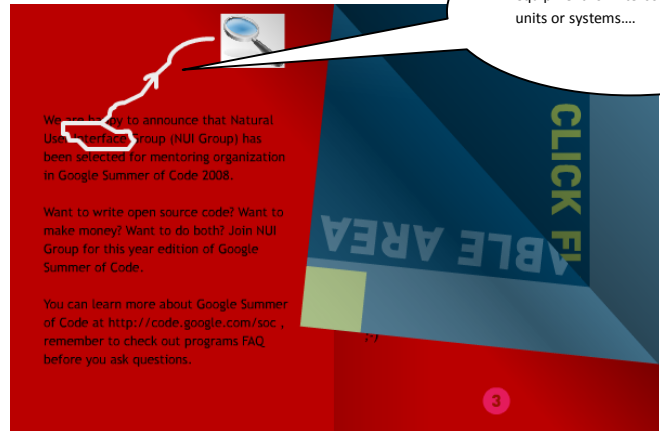 units or systems....
We are happy to announce that Natural
User Interface Group (NUI Group) has
been selected for mentoring organization
in Google Summer of Code 2008.
Want to write open source code? Want to
make money? Want to do both? Join NUI
Group for this year edition of Google
Summer of Code.
You can learn more about Google Summer
of Code at http://code.google.com/soc ,
remember to check out programs FAQ
before you ask questions.
CLICK
ABLE AREA
;-)
3